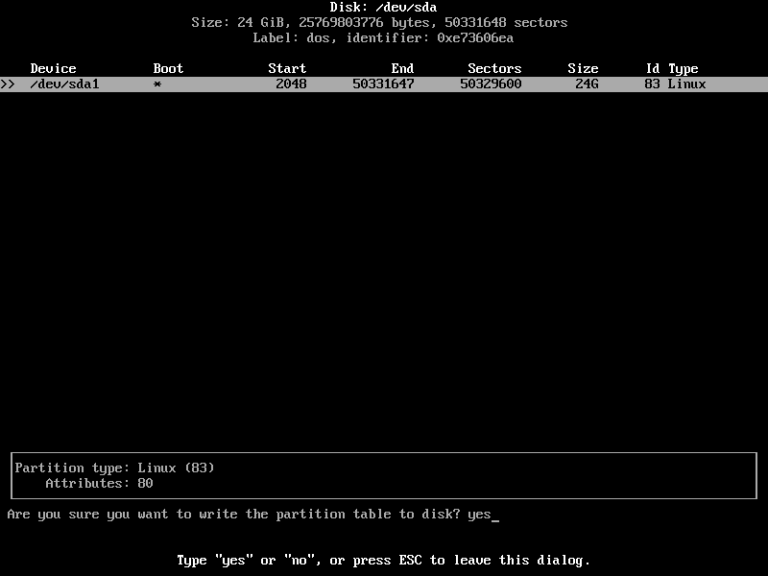 Disk: /dev/sda
Size: 24 GiB, 25769803776 bytes, 50331648 sectors
Label: dos, identifier: 0xe73606ea
Device Boot Start End Sectors Size Id Type
>> /dev/sda1 * 2048 50331647 50329600 24G 83 Linux
Partition type: Linux (83)
Attributes: 80
Are you sure you want to write the partition table to disk? yes_
Type "yes" or "no", or press ESC to leave this dialog.